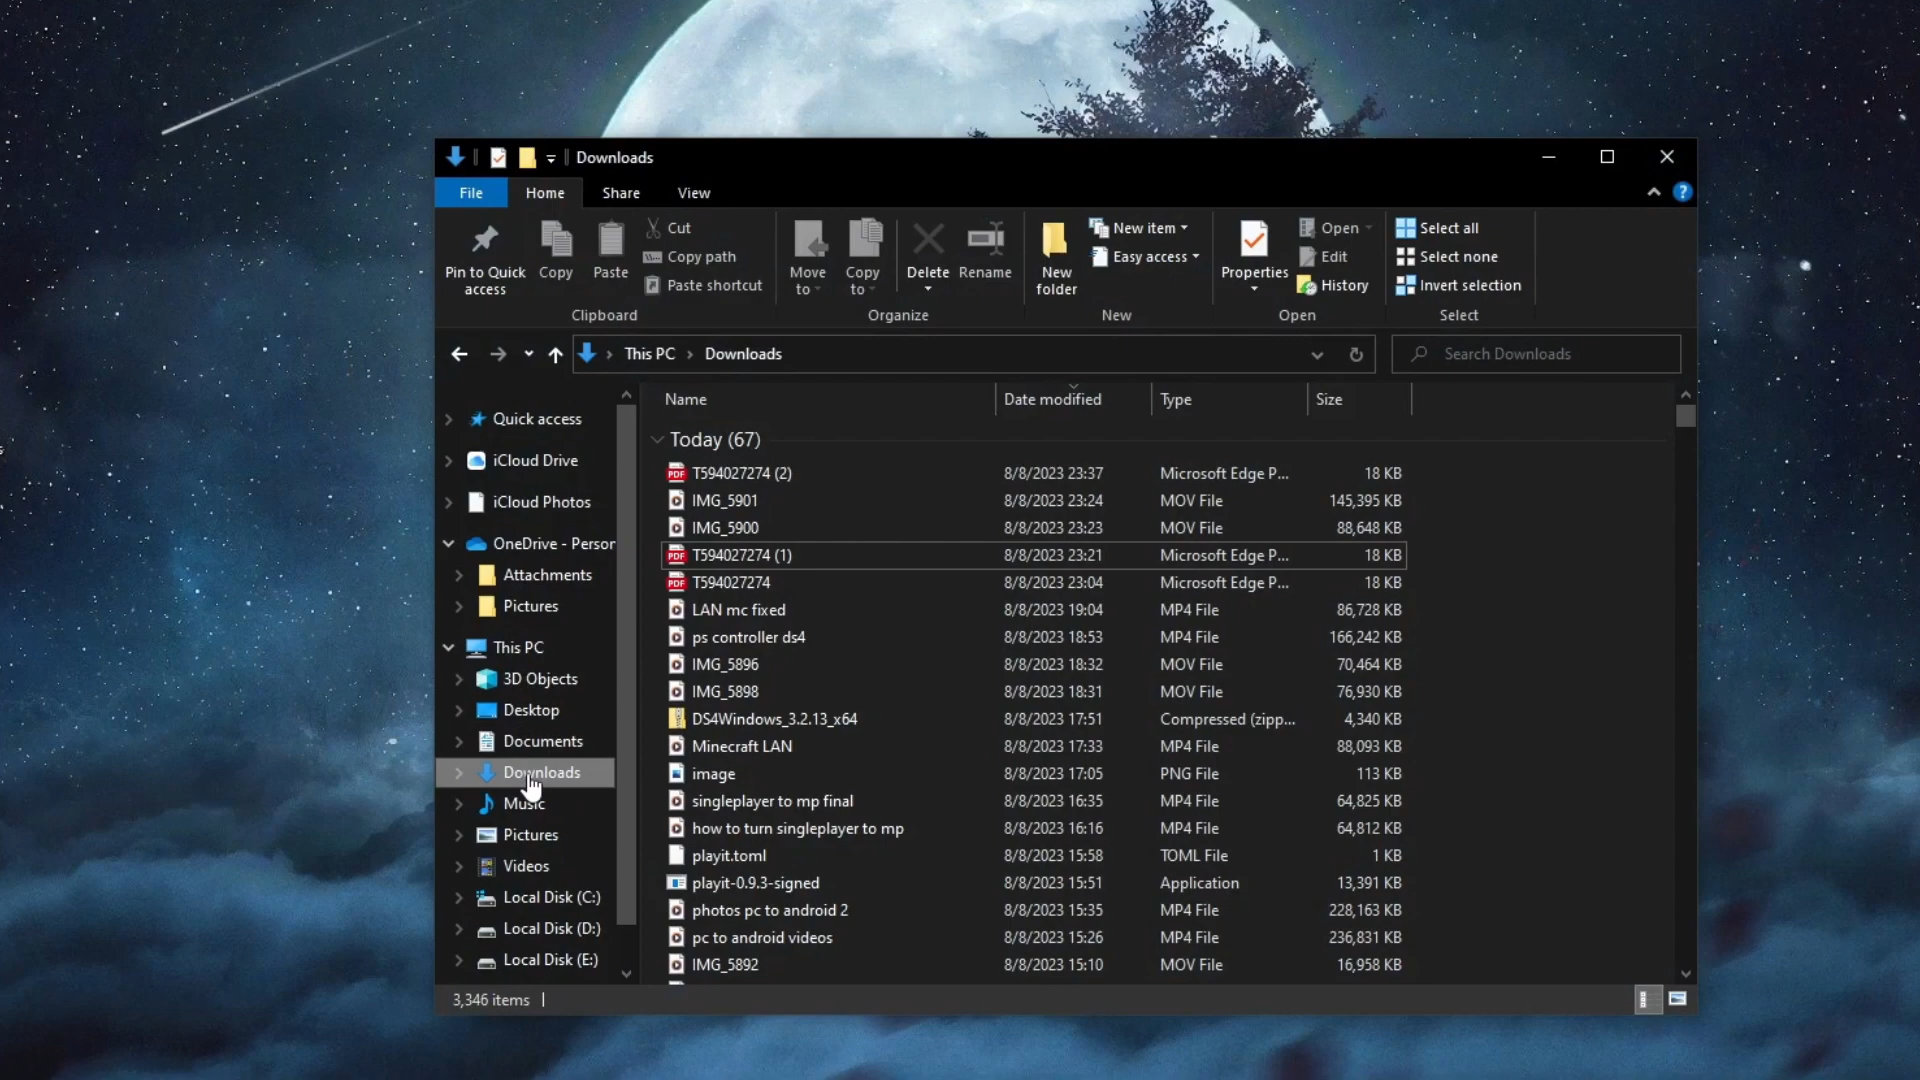 Downloads
File Home Share View
Pin to Quick access
Copy
Paste
Cut
Copy path
Paste shortcut
Clipboard
Move to
Copy to
Delete
Rename
Organize
New folder
New item
Easy access
New
Properties
Open
Edit
History
Open
Select all
Select none
Invert selection
Select
This PC > Downloads
Search Downloads
Quick access
iCloud Drive
iCloud Photos
OneDrive - Person
Attachments
Pictures
This PC
3D Objects
Desktop
Documents
Downloads
Music
Pictures
Videos
Local Disk (C:)
Local Disk (D:)
Local Disk (E:)
Name Date modified Type Size
Today (67)
T594027274 (2) 8/8/2023 23:37 Microsoft Edge P... 18 KB
IMG_5901 8/8/2023 23:24 MOV File 145,395 KB
IMG_5900 8/8/2023 23:23 MOV File 88,648 KB
T594027274 (1) 8/8/2023 23:21 Microsoft Edge P... 18 KB
T594027274 8/8/2023 23:04 Microsoft Edge P... 18 KB
LAN mc fixed 8/8/2023 19:04 MP4 File 86,728 KB
ps controller ds4 8/8/2023 18:53 MP4 File 166,242 KB
IMG_5896 8/8/2023 18:32 MOV File 70,464 KB
IMG_5898 8/8/2023 18:31 MOV File 76,930 KB
DS4Windows_3.2.13_x64 8/8/2023 17:51 Compressed (zipp... 4,340 KB
Minecraft LAN 8/8/2023 17:33 MP4 File 88,093 KB
image 8/8/2023 17:05 PNG File 113 KB
singleplayer to mp final 8/8/2023 16:35 MP4 File 64,825 KB
how to turn singleplayer to mp 8/8/2023 16:16 MP4 File 64,812 KB
playit.toml 8/8/2023 15:58 TOML File 1 KB
playit-0.9.3-signed 8/8/2023 15:51 Application 13,391 KB
photos pc to android 2 8/8/2023 15:35 MP4 File 228,163 KB
pc to android videos 8/8/2023 15:26 MP4 File 236,831 KB
IMG_5892 8/8/2023 15:10 MOV File 16,958 KB
3,346 items